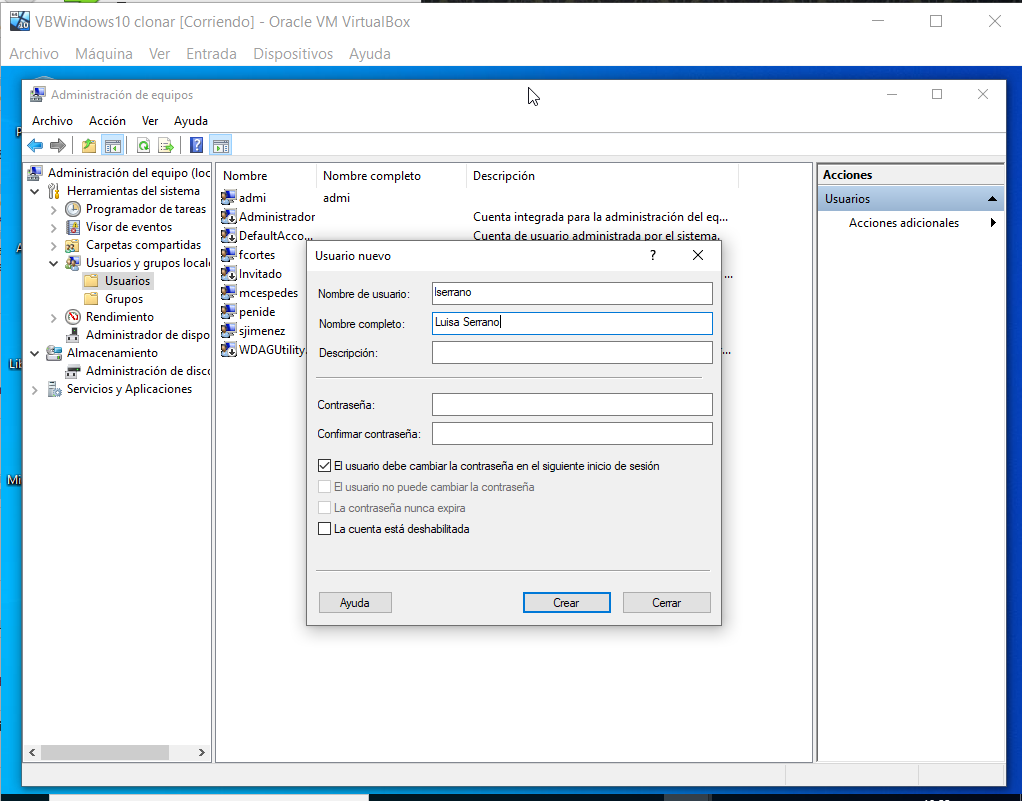 VBWindows10 clonar [Corriendo] - Oracle VM VirtualBox
Archivo Máquina Ver Entrada Dispositivos Ayuda
Administración de equipos
Archivo Acción Ver Ayuda
Administración del equipo (loc
Herramientas del sistema
Programador de tareas
Visor de eventos
Carpetas compartidas
Usuarios y grupos locale
Usuarios
Grupos
Rendimiento
Administrador de dispo
Almacenamiento
Administración de disco
Servicios y Aplicaciones
Nombre Nombre completo Descripción
admi admi
Administrador Cuenta integrada para la administración del eq...
DefaultAcco... Cuenta de usuario administrada por el sistema.
fcortes
Invitado ...
mcespedes
penide
sjimenez
WDAGUtility. ...
Acciones
Usuarios
Acciones adicionales
Usuario nuevo ?
Nombre de usuario: lserrano
Nombre completo: Luisa Serrano
Descripción:
Contraseña:
Confirmar contraseña:
El usuario debe cambiar la contraseña en el siguiente inicio de sesión
El usuario no puede cambiar la contraseña
La contraseña nunca expira
La cuenta está deshabilitada
Ayuda Crear Cerrar
Lib
Mi